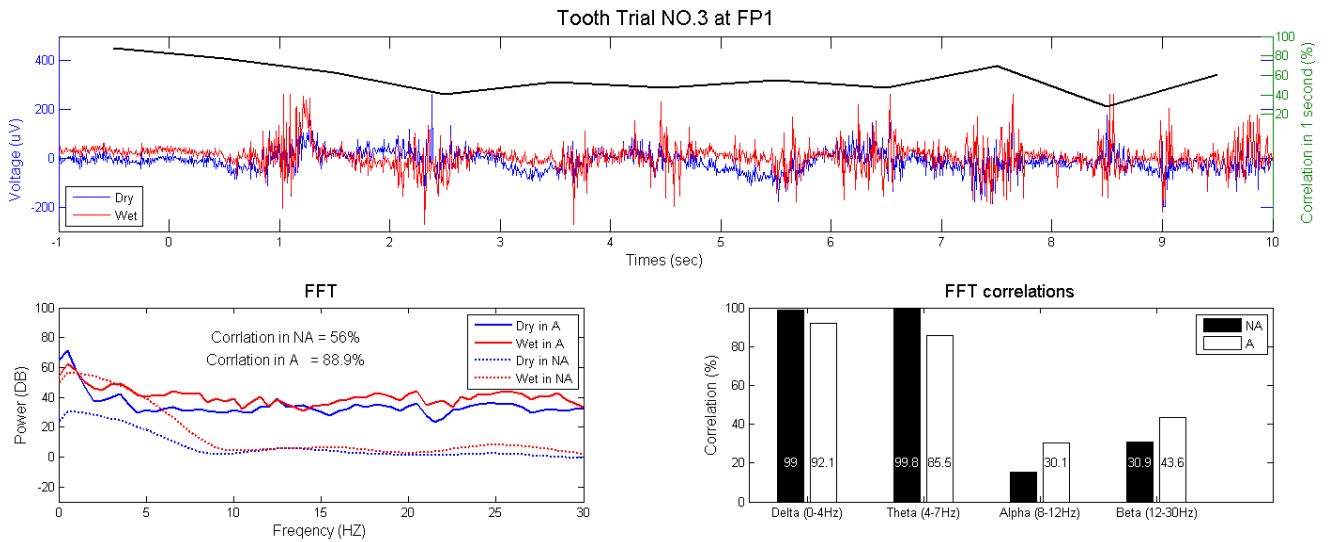 Tooth Trial NO.3 at FP1
Voltage (uV)
400
200
0
-200
Dry
Wet
100
80
60
40
20
Correlation in 1 second (%)
-1 0 1 2 3 4 5 6 7 8 9 10
Times (sec)
FFT
Power (DB)
100
80
60
40
20
0
-20
Corrlation in NA = 56%
Corrlation in A = 88.9%
Dry in A
Wet in A
Dry in NA
Wet in NA
0 5 10 15 20 25 30
Freqency (HZ)
FFT correlations
Correlation (%)
100
80
60
40
20
0
NA
A
99 92.1 99.8 85.5 30.1 30.9 43.6
Delta (0-4Hz) Theta (4-7Hz) Alpha (8-12Hz) Beta (12-30Hz)